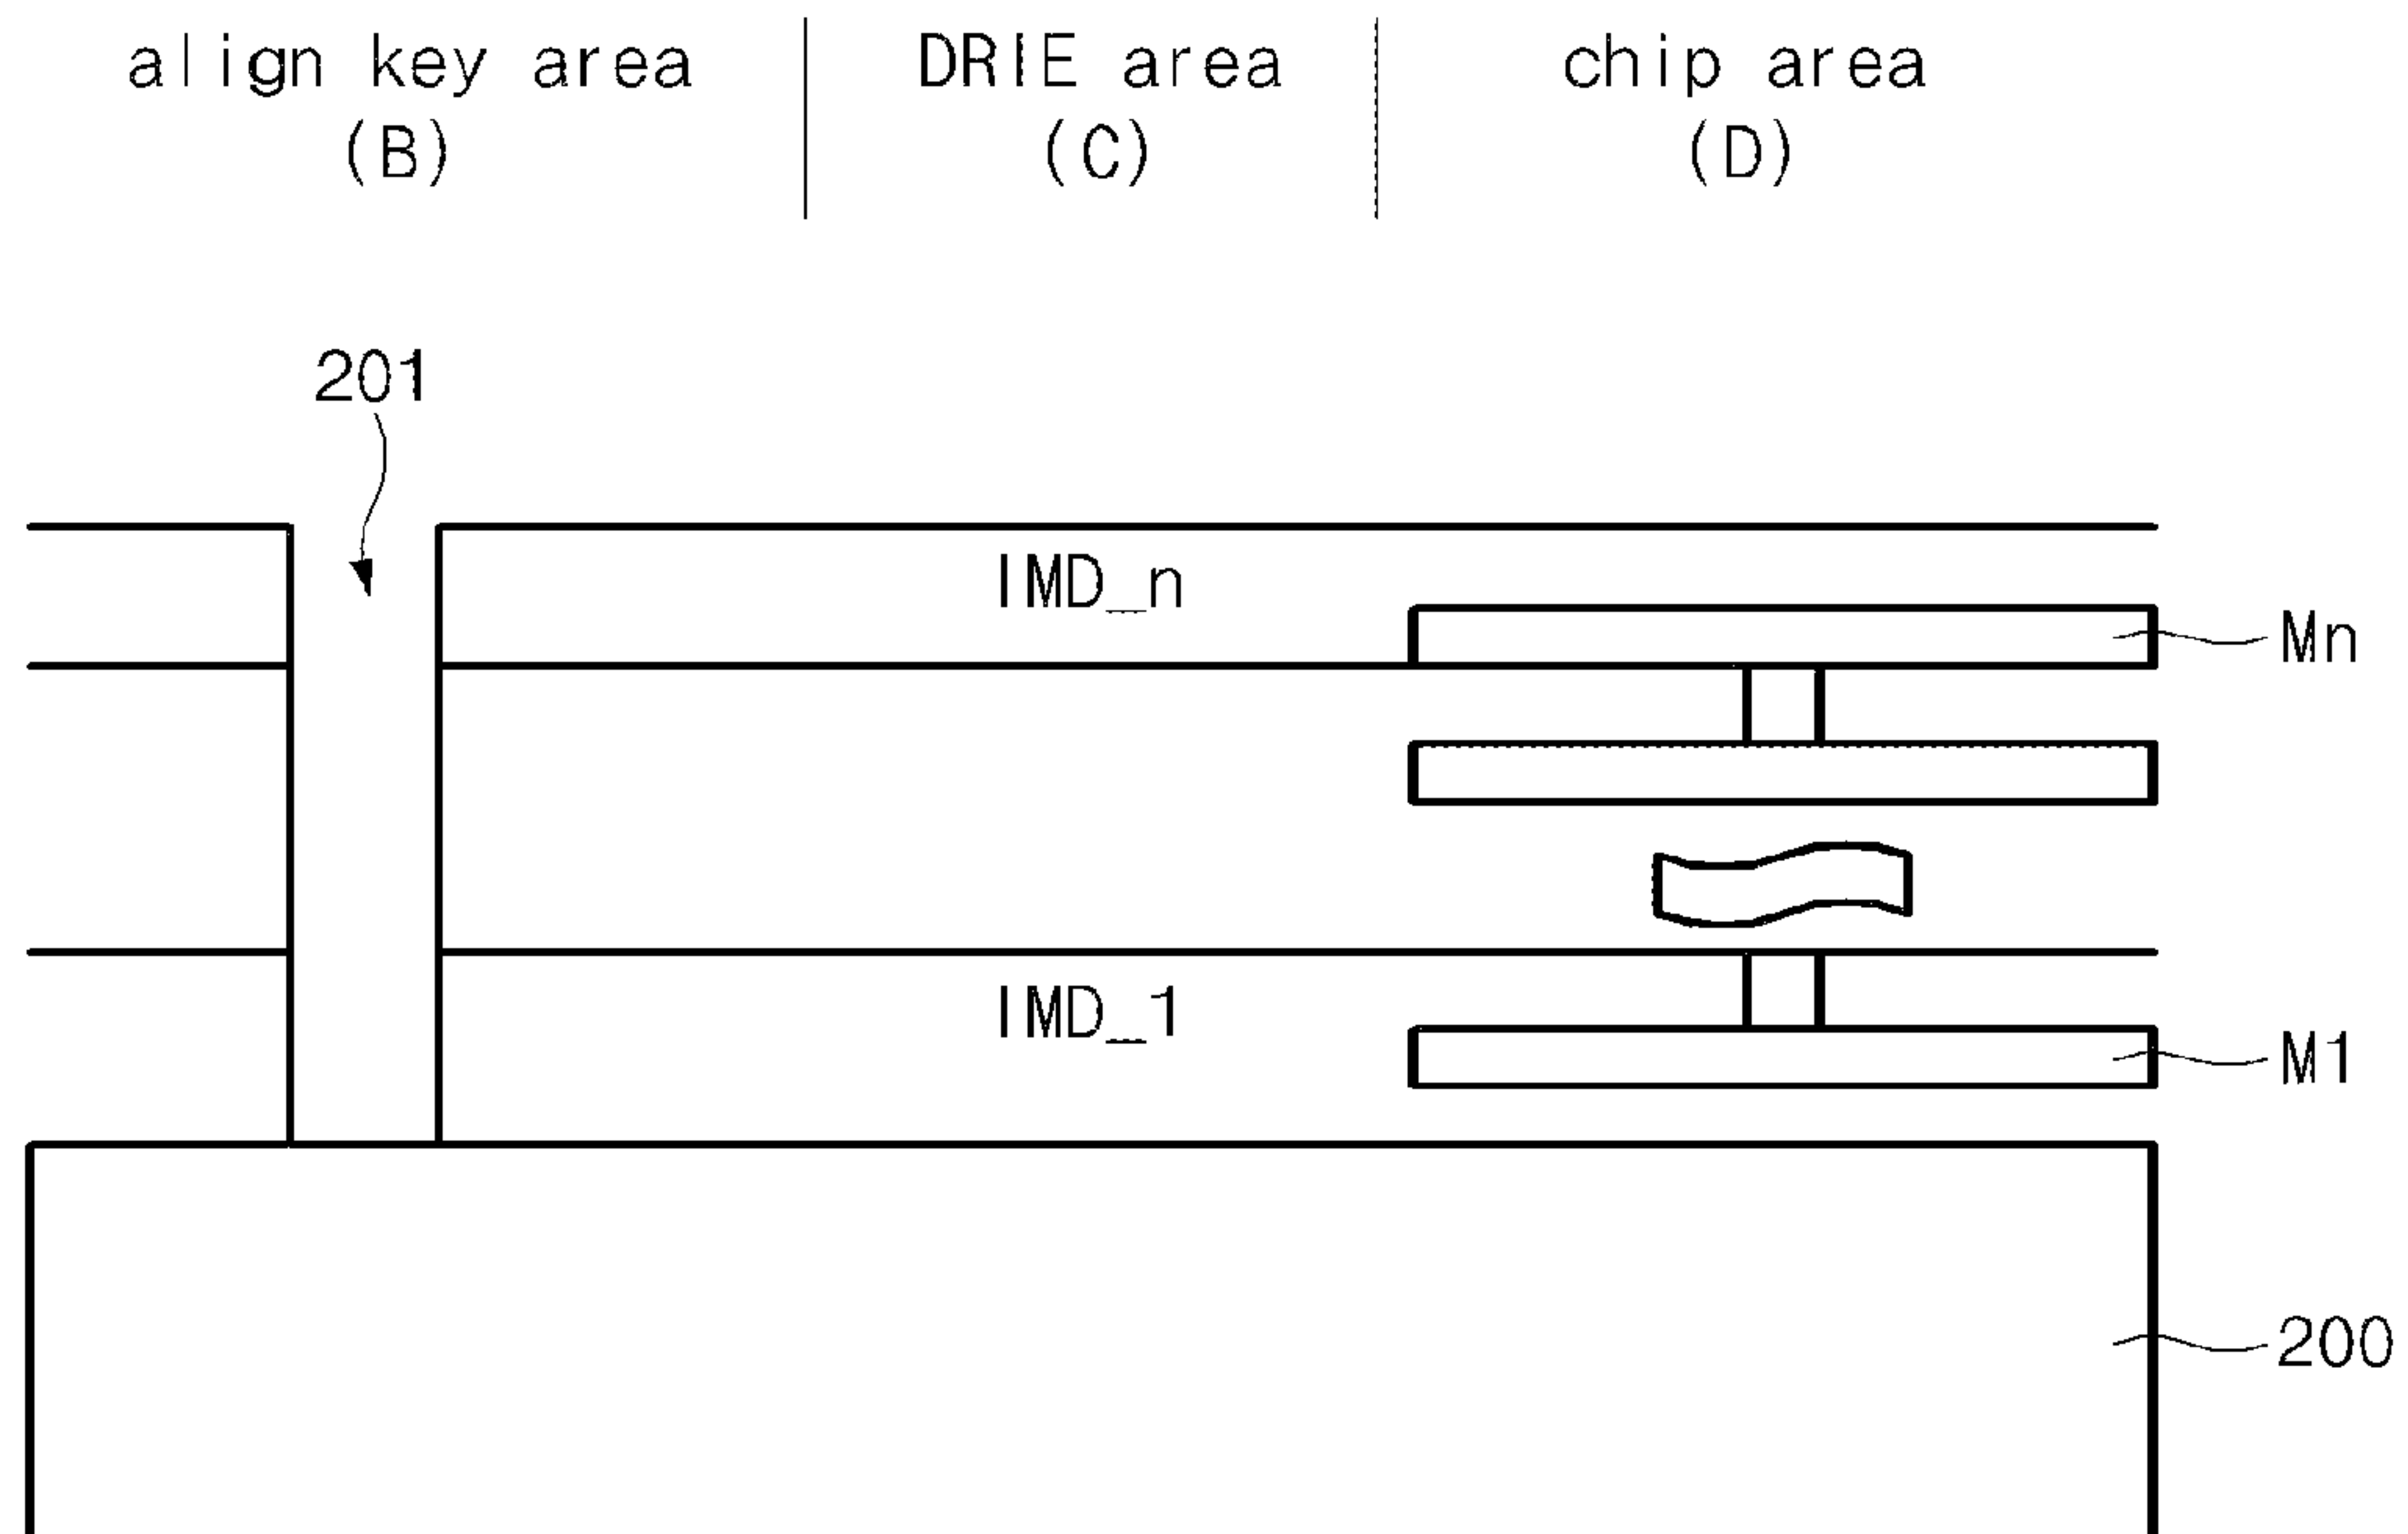 align key area
(B)
DRIE area
(C)
chip area
(D)
201
IMD_n
Mn
IMD_1
M1
200